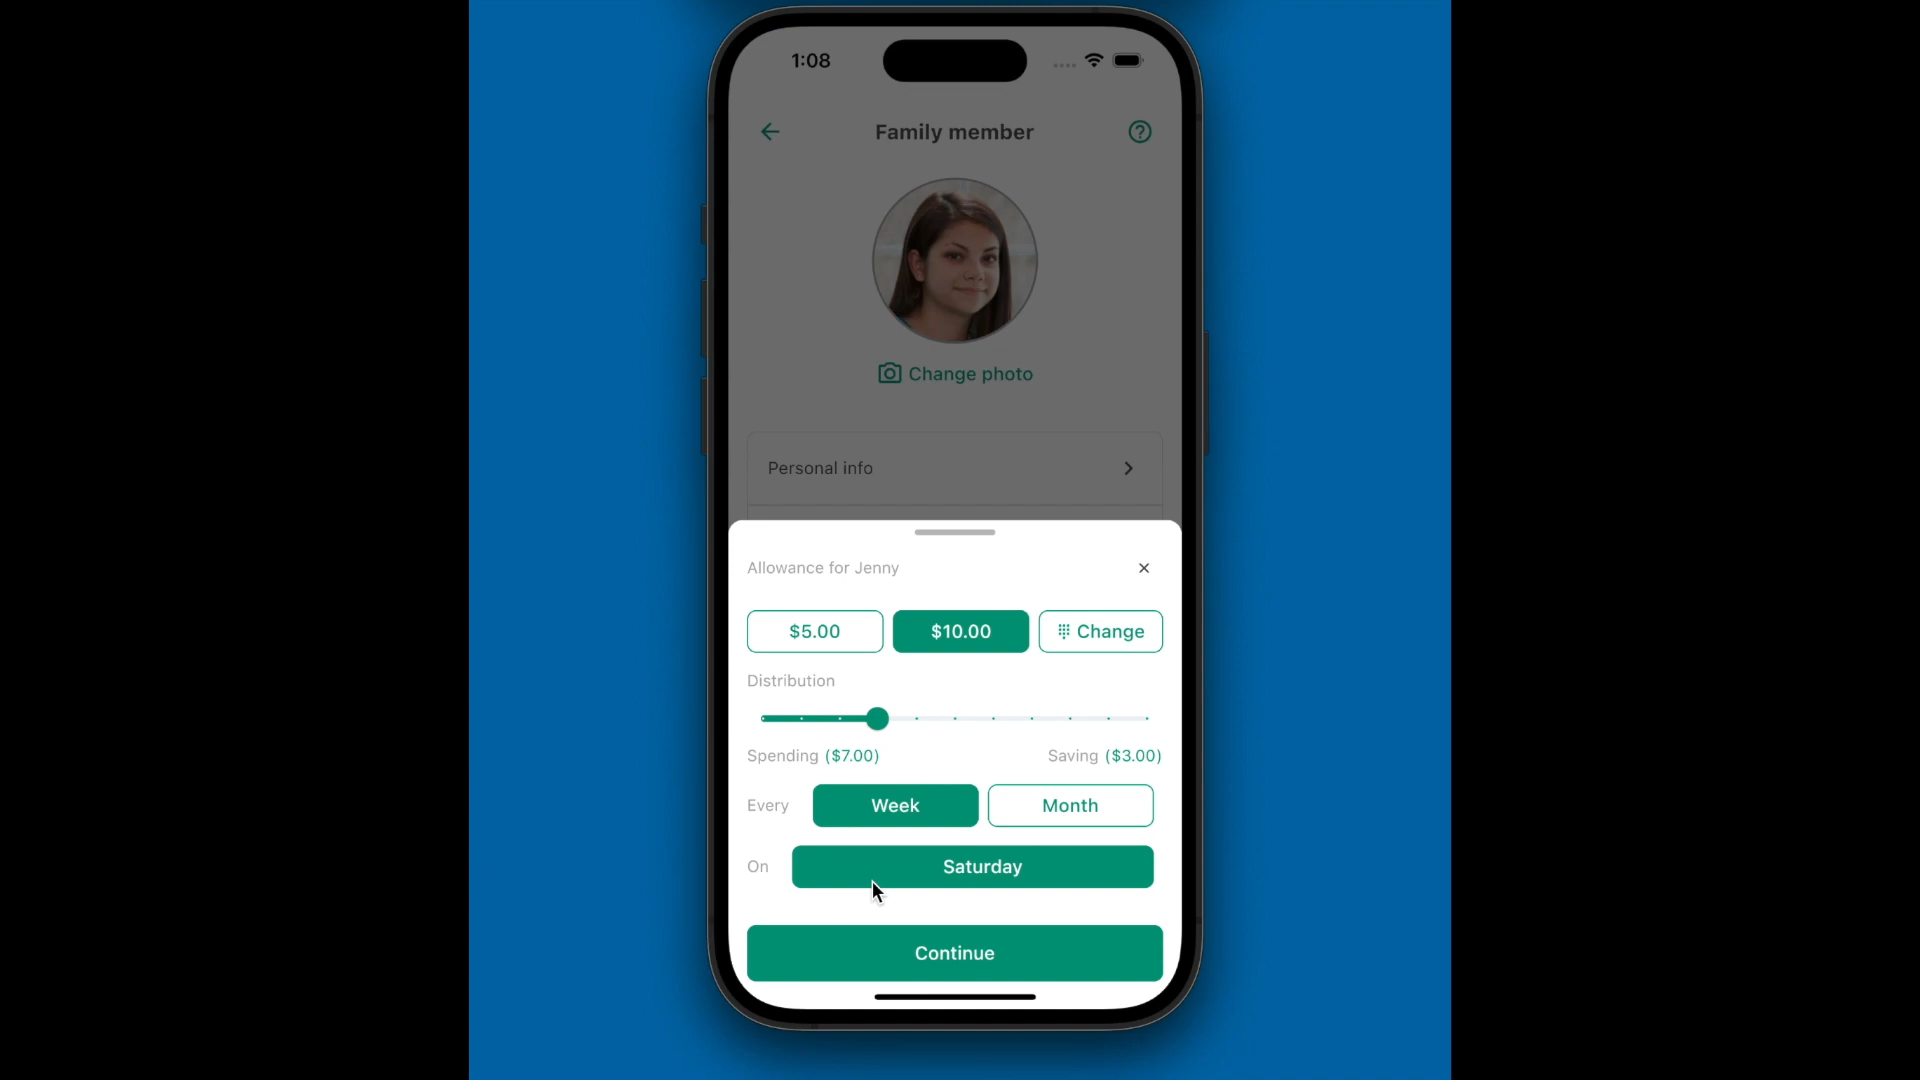 1:08
Family member
Change photo
Personal info
Allowance for Jenny
$5.00 $10.00 Change
Distribution
Spending ($7.00) Saving ($3.00)
Every Week Month
On Saturday
Continue